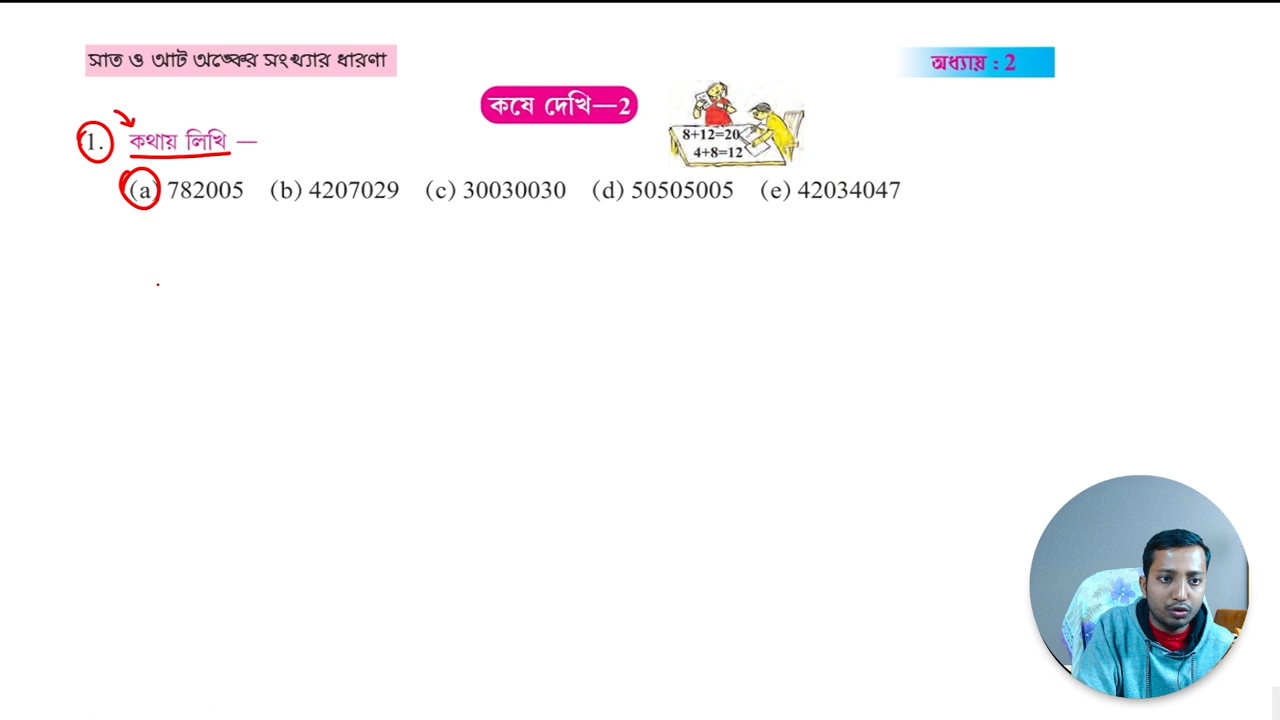 সাত ও আট অঙ্কের সংখ্যার ধারণা
অধ্যায় : 2
কষে দেখি—2
8+12=20
4+8=12
1. কথায় লিখি —
(a) 782005 (b) 4207029 (c) 30030030 (d) 50505005 (e) 42034047